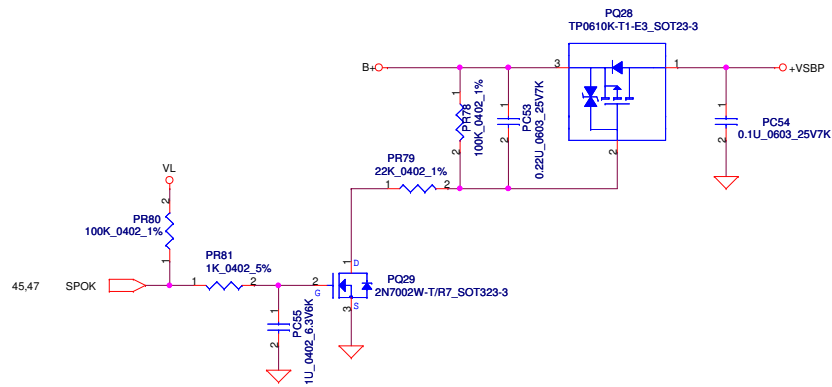 PQ28
TP0610K-T1-E3_SOT23-3
B+
3
1
+VSBP
1
PR78
100K_0402_1%
2
1
PC53
0.22U_0603_25V7K
2
2
1
PC54
0.1U_0603_25V7K
2
PR79
22K_0402_1%
1
2
VL
2
PR80
100K_0402_1%
1
PR81
1K_0402_5%
45,47
SPOK
1
2
2
G
1
D
S
3
PQ29
2N7002W-T/R7_SOT323-3
1
PC55
1U_0402_6.3V6K
2